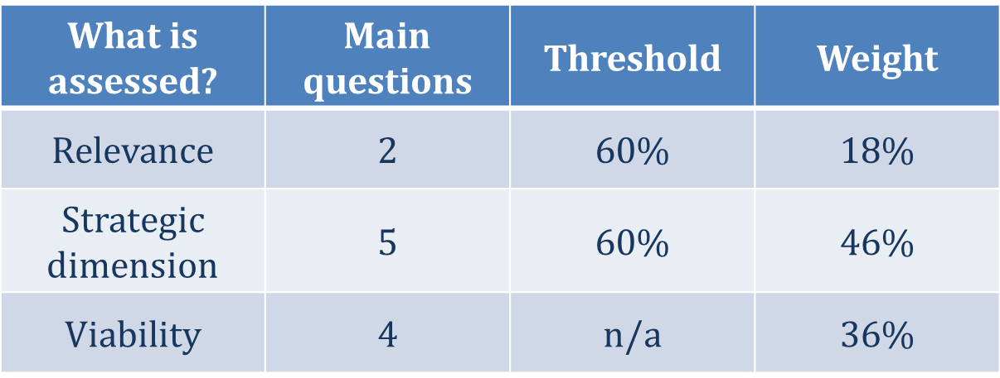 What is
assessed?
Main
questions
Threshold
Weight
Relevance
2
60%
18%
Strategic
dimension
5
60%
46%
Viability
4
n/a
36%